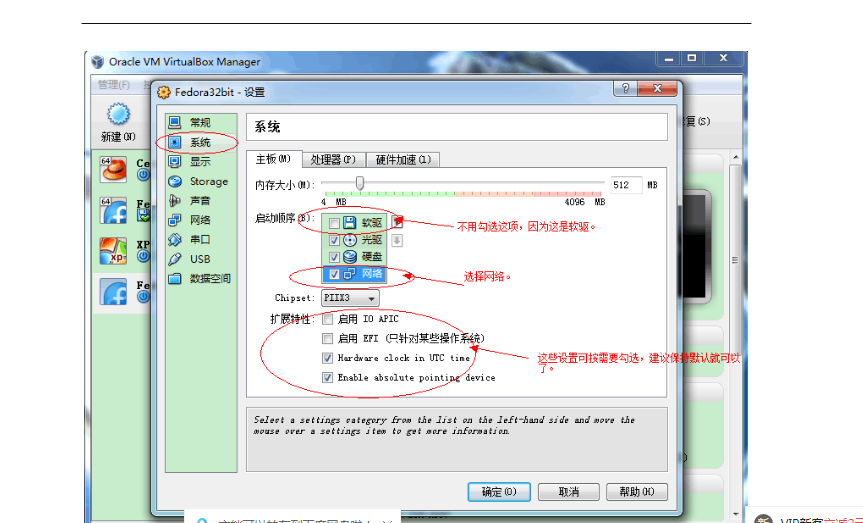 Oracle VM VirtualBox Manager
管理(F)
Fedora32bit - 设置
新建(N)
复(S)
64 Ce
64 Fe
XP
Fe
常规
系统
显示
Storage
声音
网络
串口
USB
数据空间
系统
主板(M) 处理器(P) 硬件加速(L)
内存大小(M): 512 MB
4 MB 4096 MB
启动顺序(B): 软驱
光驱
硬盘
网络
不用勾选这项，因为这是软驱。
选择网络。
Chipset: PIIX3
扩展特性: 启用 IO APIC
启用 EFI (只针对某些操作系统)
Hardware clock in UTC time
Enable absolute pointing device
这些设置可按需要勾选，建议保持默认就可以
了。
Select a settings category from the list on the left-hand side and move the
mouse over a settings item to get more information.
确定(O) 取消 帮助(H)